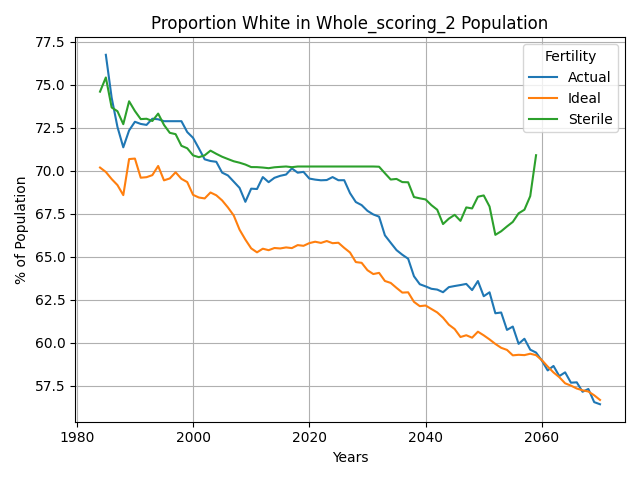 Proportion White in Whole_scoring_2 Population
77.5
75.0
72.5
70.0
67.5
65.0
62.5
60.0
57.5
% of Population
Fertility
Actual
Ideal
Sterile
1980
2000
2020
2040
2060
Years